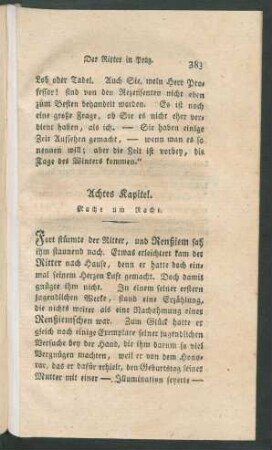 Der Ritter in Petz.
383
Lob oder Tadel. Auch Sie, mein Herr Pro-
fessor! sind von den Rezensenten nicht eben
zum Besten behandelt worden. Es ist noch
eine große Frage, ob Sie es nicht eher ver-
dienet haben, als ich. — Sie haben einige
Zeit Aufsehen gemacht, — wenn man es so
nennen will; aber die Zeit ist vorbey, die
Tage des Winters kommen."
Achtes Kapitel.
Rache um Rache.
Fort stürmte der Ritter, und Renßiem sah
ihm staunend nach. Etwas erleichtert kam der
Ritter nach Hause, denn er hatte doch ein-
mal seinem Herzen Luft gemacht. Doch damit
gnügte ihm nicht. In einem seiner erstern
jugendlichen Werke, stand eine Erzählung,
die nichts weiter als eine Nachahmung einer
Renßiemschen war. Zum Glück hatte er
gleich noch einige Exemplare seiner jugendlichen
Versuche bey der Hand, die ihm darum so viel
Vergnügen machten, weil er von dem Hono-
rar, das er dafür erhielt, den Geburtstag seiner
Mutter mit einer — Illumination feyerte —